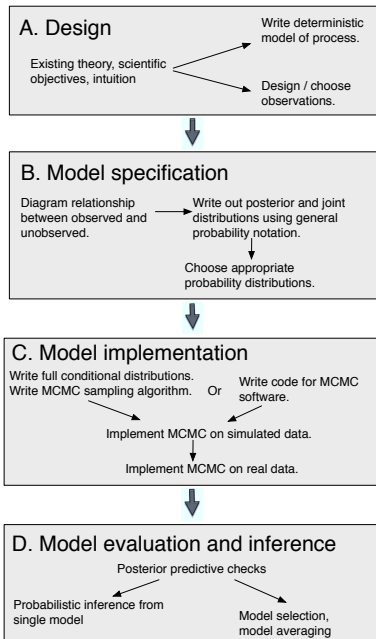 A. Design
Write deterministic
model of process.
Existing theory, scientific
objectives, intuition
Design / choose
observations.
B. Model specification
Diagram relationship
between observed and
unobserved.
Write out posterior and joint
distributions using general
probability notation.
Choose appropriate
probability distributions.
C. Model implementation
Write full conditional distributions.
Write MCMC sampling algorithm.
Or
Write code for MCMC
software.
Implement MCMC on simulated data.
Implement MCMC on real data.
D. Model evaluation and inference
Posterior predictive checks
Probabilistic inference from
single model
Model selection,
model averaging